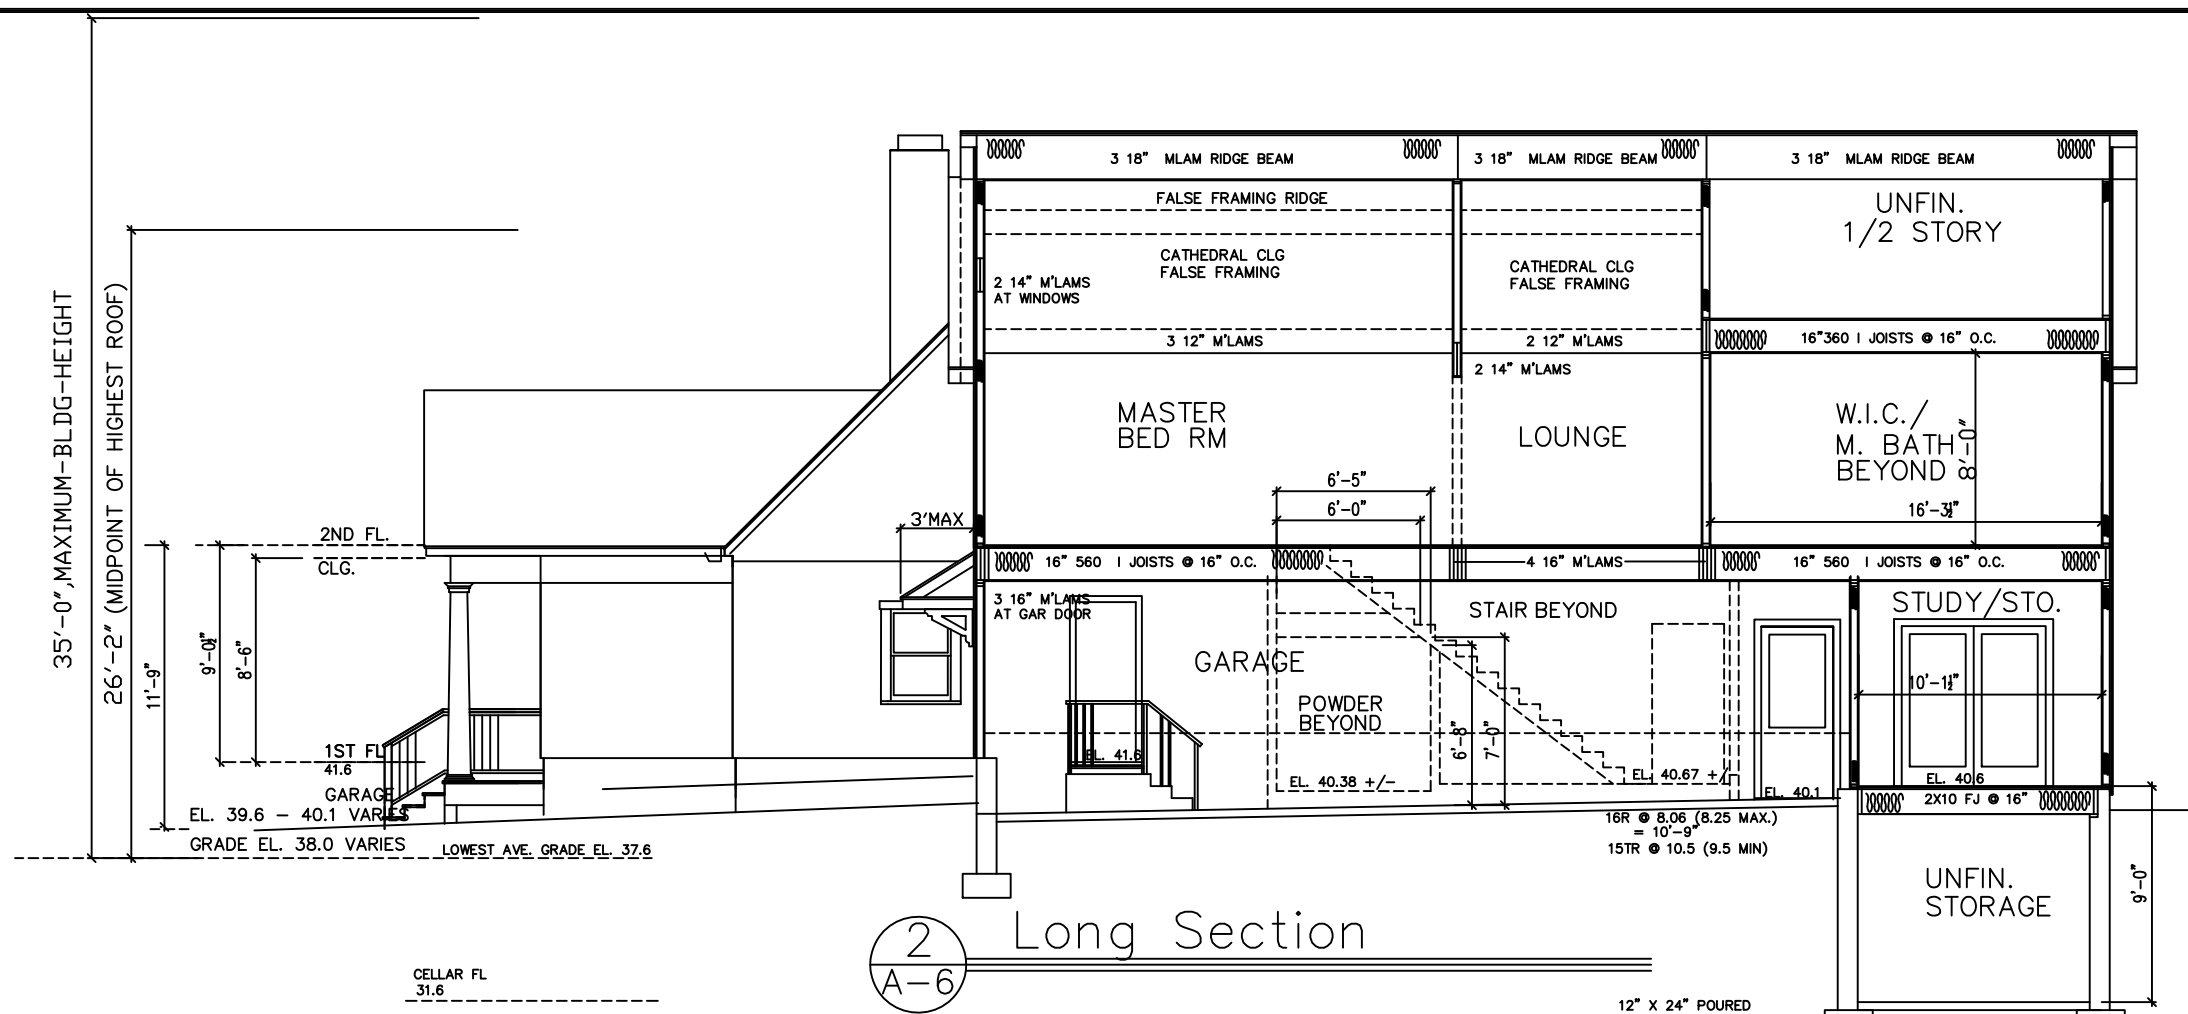 35'-0",MAXIMUM-BLDG-HEIGHT
26'-2" (MIDPOINT OF HIGHEST ROOF)
11'-9"
9'-0½"
8'-6"
2ND FL.
CLG.
1ST FL
41.6
GARAGE
EL. 39.6 - 40.1 VARIES
GRADE EL. 38.0 VARIES
LOWEST AVE. GRADE EL. 37.6
CELLAR FL
31.6
3 18" MLAM RIDGE BEAM
3 18" MLAM RIDGE BEAM
3 18" MLAM RIDGE BEAM
FALSE FRAMING RIDGE
UNFIN.
1/2 STORY
CATHEDRAL CLG
FALSE FRAMING
CATHEDRAL CLG
FALSE FRAMING
2 14" M'LAMS
AT WINDOWS
3 12" M'LAMS
2 12" M'LAMS
16"360 I JOISTS @ 16" O.C.
2 14" M'LAMS
MASTER
BED RM
LOUNGE
W.I.C./
M. BATH
BEYOND
8'-0"
6'-5"
6'-0"
16'-3½"
3'MAX
16" 560 I JOISTS @ 16" O.C.
4 16" M'LAMS
16" 560 I JOISTS @ 16" O.C.
3 16" M'LAMS
AT GAR DOOR
STAIR BEYOND
STUDY/STO.
GARAGE
10'-1½"
POWDER
BEYOND
6'-8"
7'-0"
EL. 41.6
EL. 40.38 +/-
EL. 40.67 +/-
EL. 40.1
EL. 40.6
2X10 FJ @ 16"
16R @ 8.06 (8.25 MAX.)
= 10'-9"
15TR @ 10.5 (9.5 MIN)
UNFIN.
STORAGE
9'-0"
2
A-6
Long Section
12" X 24" POURED